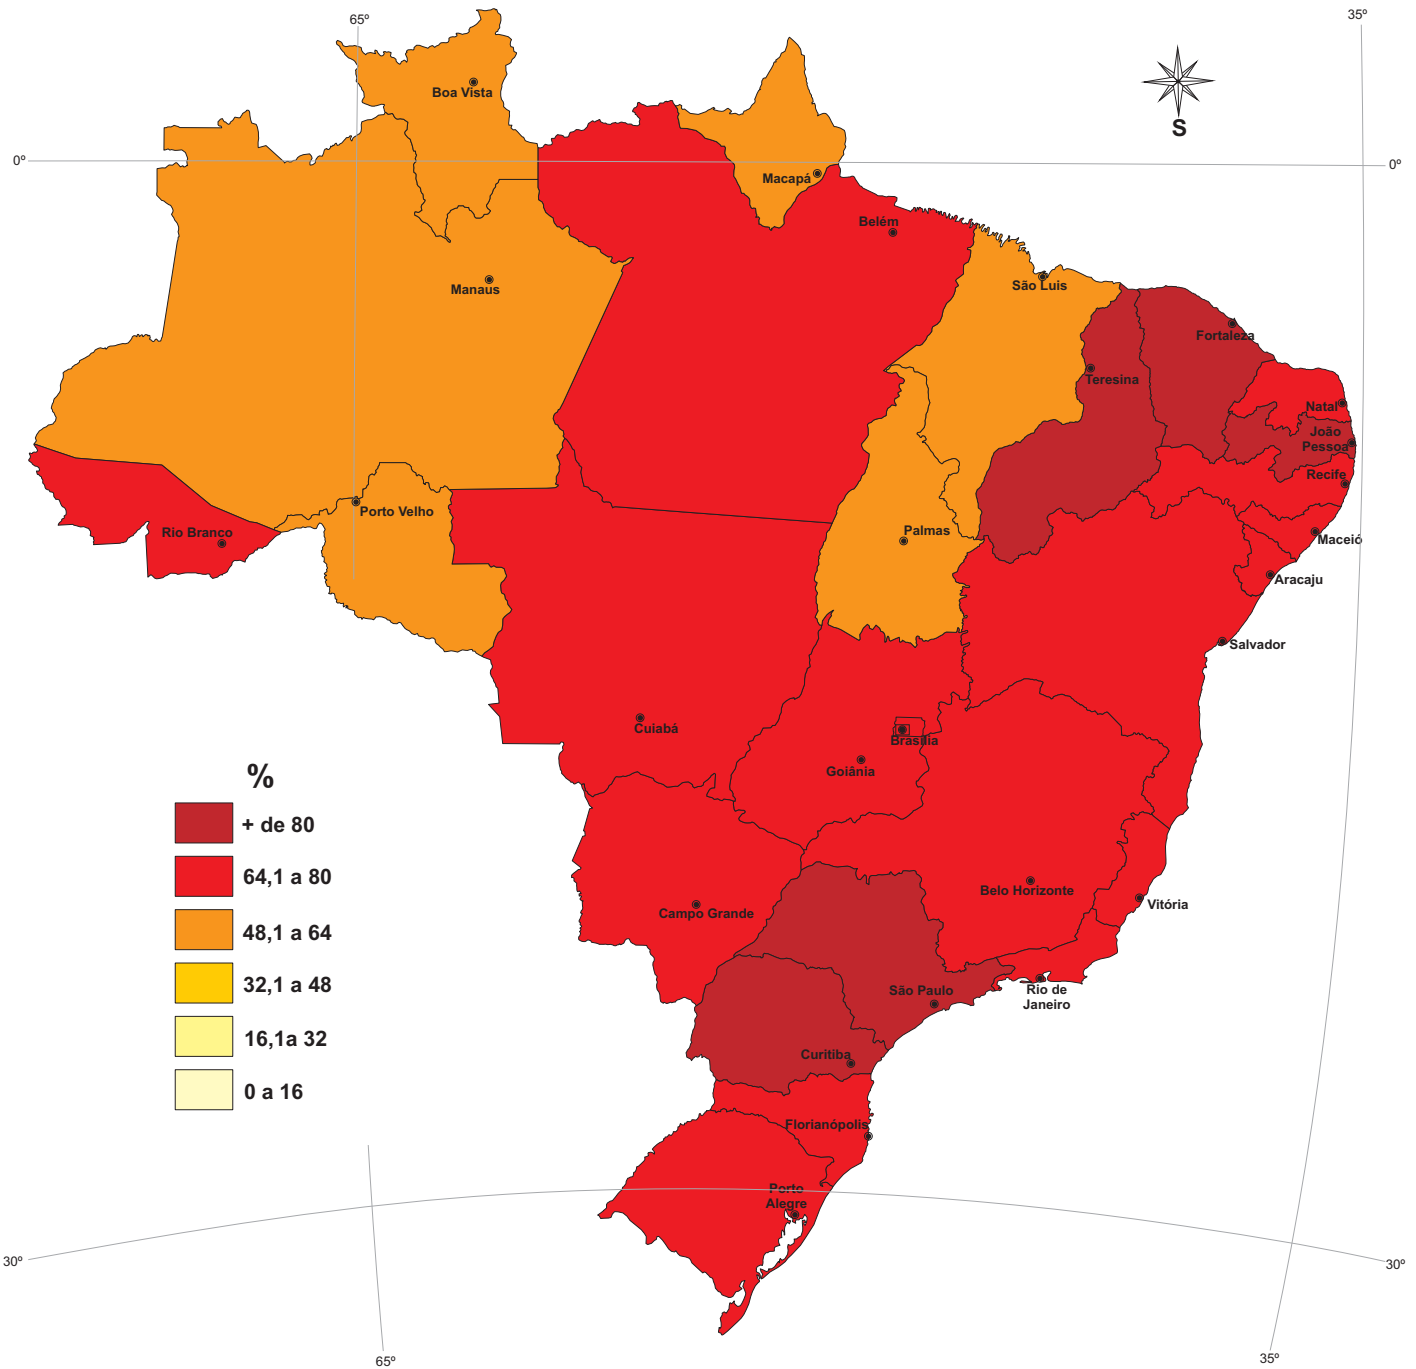 65º
35º
Boa Vista
S
0º
0º
Macapá
Belém
Manaus
São Luis
Fortaleza
Teresina
Natal
João
Pessoa
Recife
Porto Velho
Rio Branco
Palmas
Maceió
Aracaju
Salvador
Cuiabá
Brasília
Goiânia
%
+ de 80
64,1 a 80
48,1 a 64
32,1 a 48
16,1a 32
0 a 16
Belo Horizonte
Vitória
Campo Grande
São Paulo
Rio de
Janeiro
Curitiba
Florianópolis
Porto
Alegre
30º
30º
65º
35º